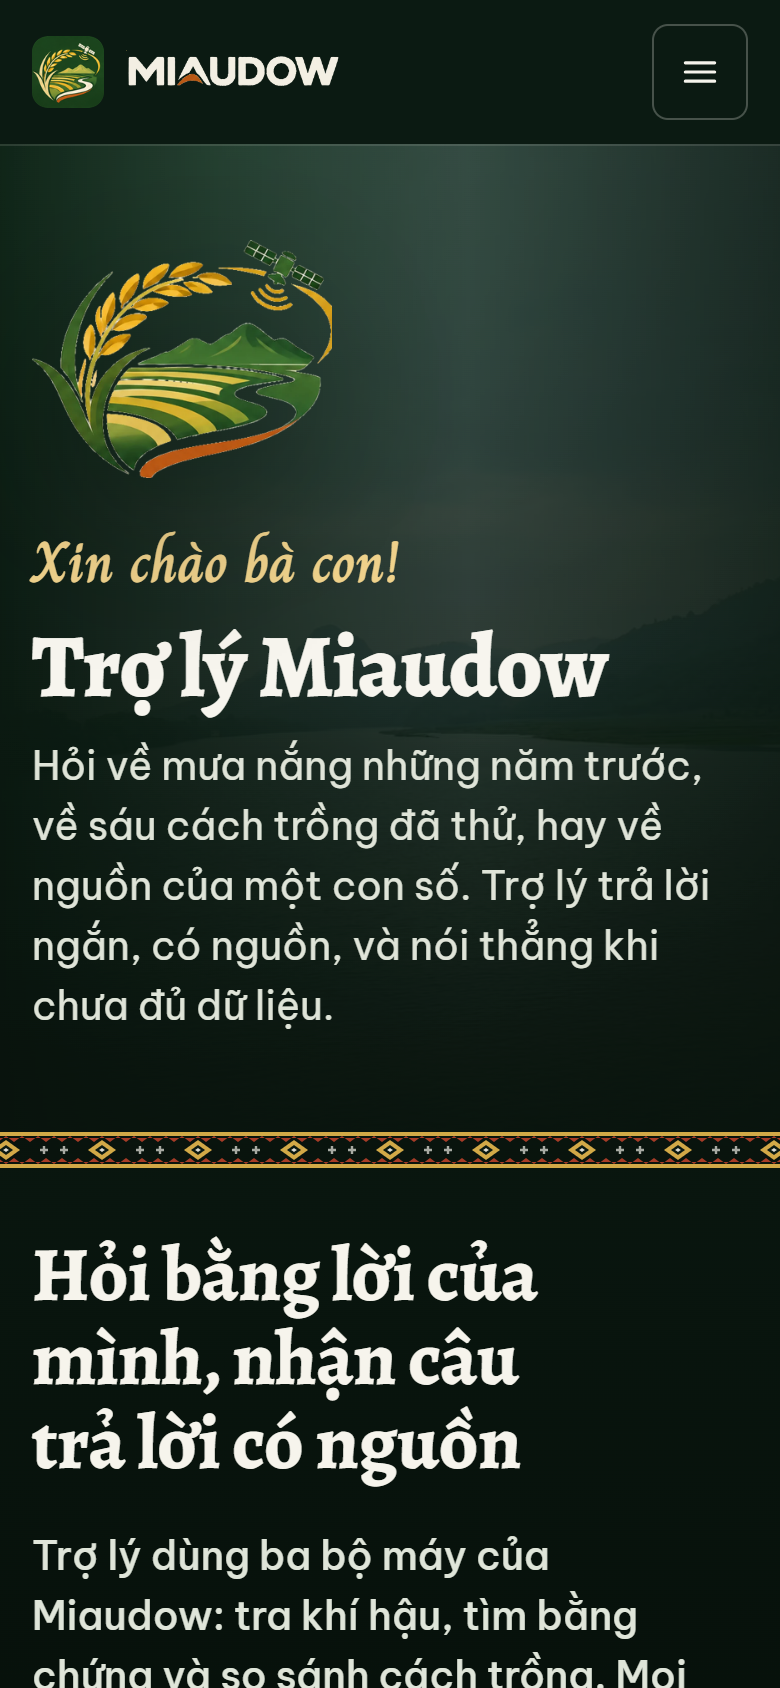 MIAUDOW
Xin chào bà con!
Trợ lý Miaudow
Hỏi về mưa nắng những năm trước,
về sáu cách trồng đã thử, hay về
nguồn của một con số. Trợ lý trả lời
ngắn, có nguồn, và nói thẳng khi
chưa đủ dữ liệu.
Hỏi bằng lời của
mình, nhận câu
trả lời có nguồn
Trợ lý dùng ba bộ máy của
Miaudow: tra khí hậu, tìm bằng
chứng và so sánh cách trồng. Mọi